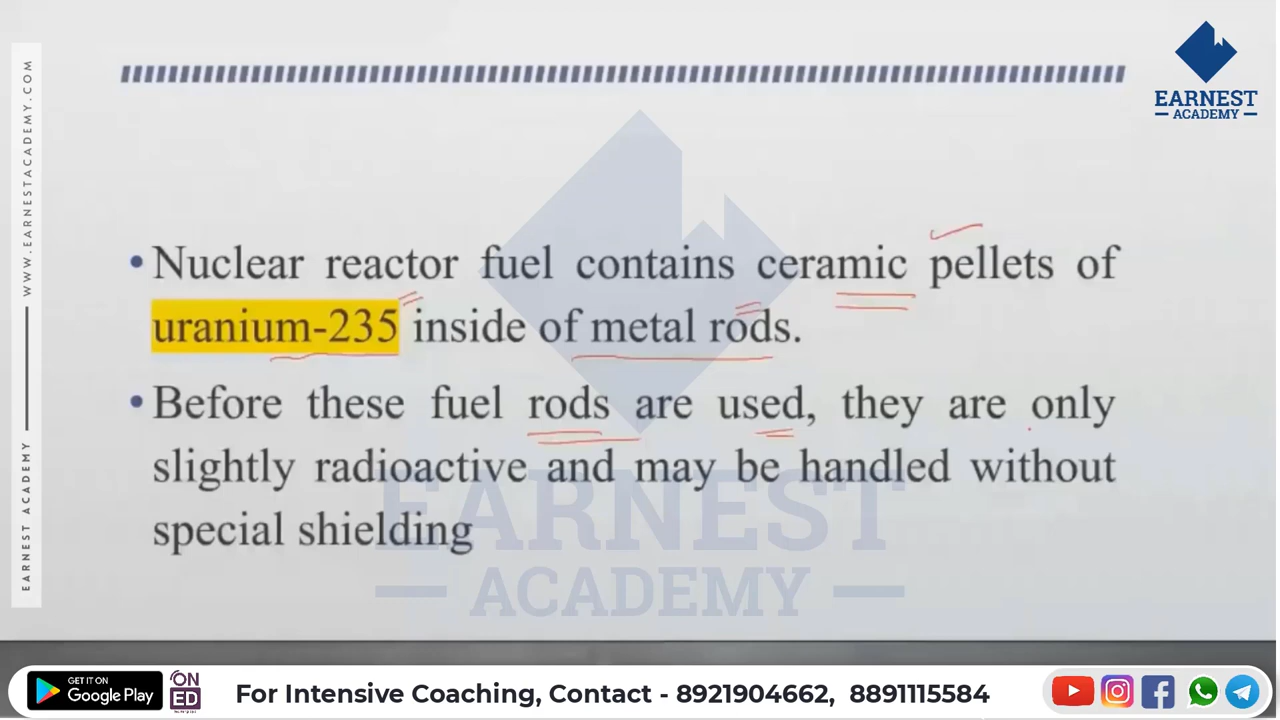 EARNEST
ACADEMY
WWW.EARNESTACADEMY.COM
EARNEST ACADEMY
• Nuclear reactor fuel contains ceramic pellets of
uranium-235 inside of metal rods.
• Before these fuel rods are used, they are only
slightly radioactive and may be handled without
special shielding
EARNEST
ACADEMY
GET IT ON
Google Play
ON
ED
For Intensive Coaching, Contact - 8921904662, 8891115584